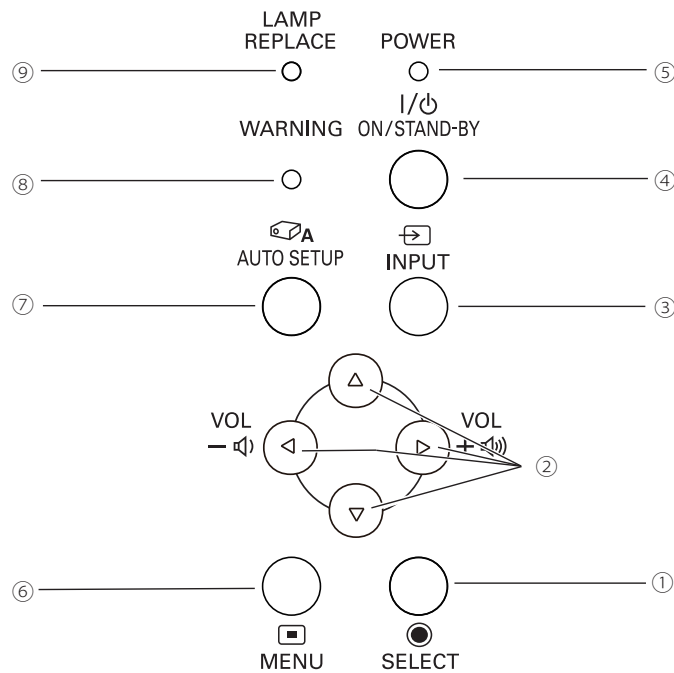 LAMP
REPLACE
POWER
⑨
⑤
I/⏻
WARNING
ON/STAND-BY
⑧
④
A
AUTO SETUP
INPUT
⑦
③
VOL
−
VOL
+
②
⑥
①
MENU
SELECT